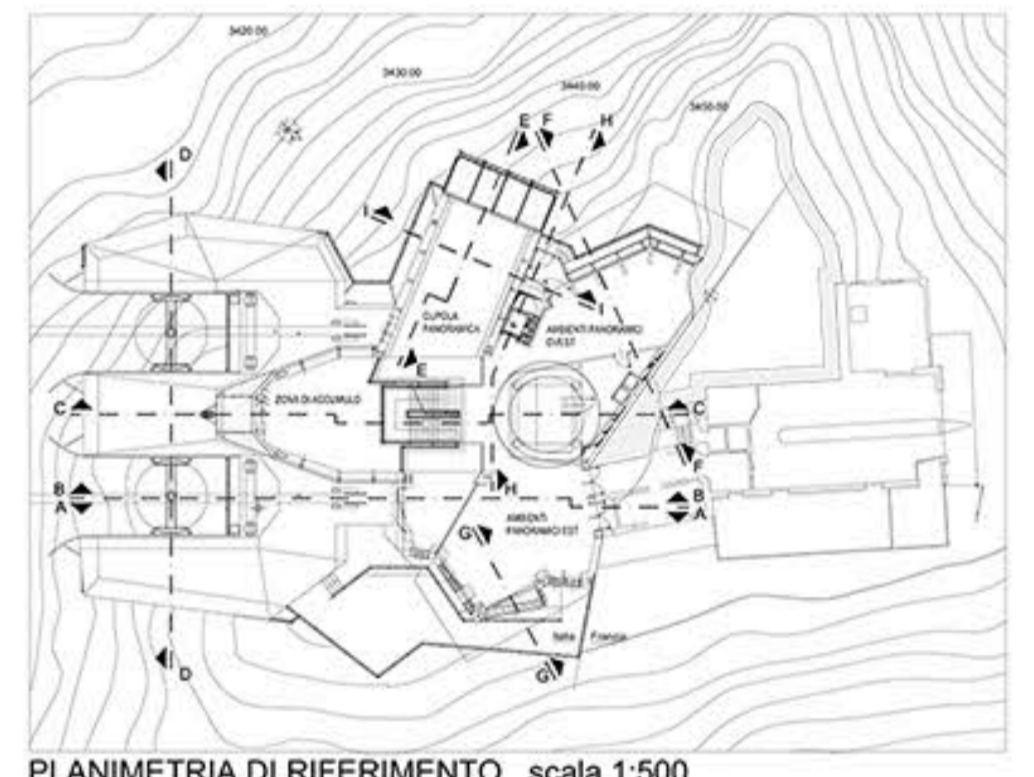 3420.00
3430.00
3440.00
3450.00
E F H
D
I
CUPOLA
PANORAMICA
I
AMBIENTI PANORAMICI
OVEST
E
ZONA DI ACCUMULO
C
C
F
B
A
H
B
A
G
AMBIENTI
PANORAMICI EST
Italia Francia
D
G
PLANIMETRIA DI RIFERIMENTO scala 1:500